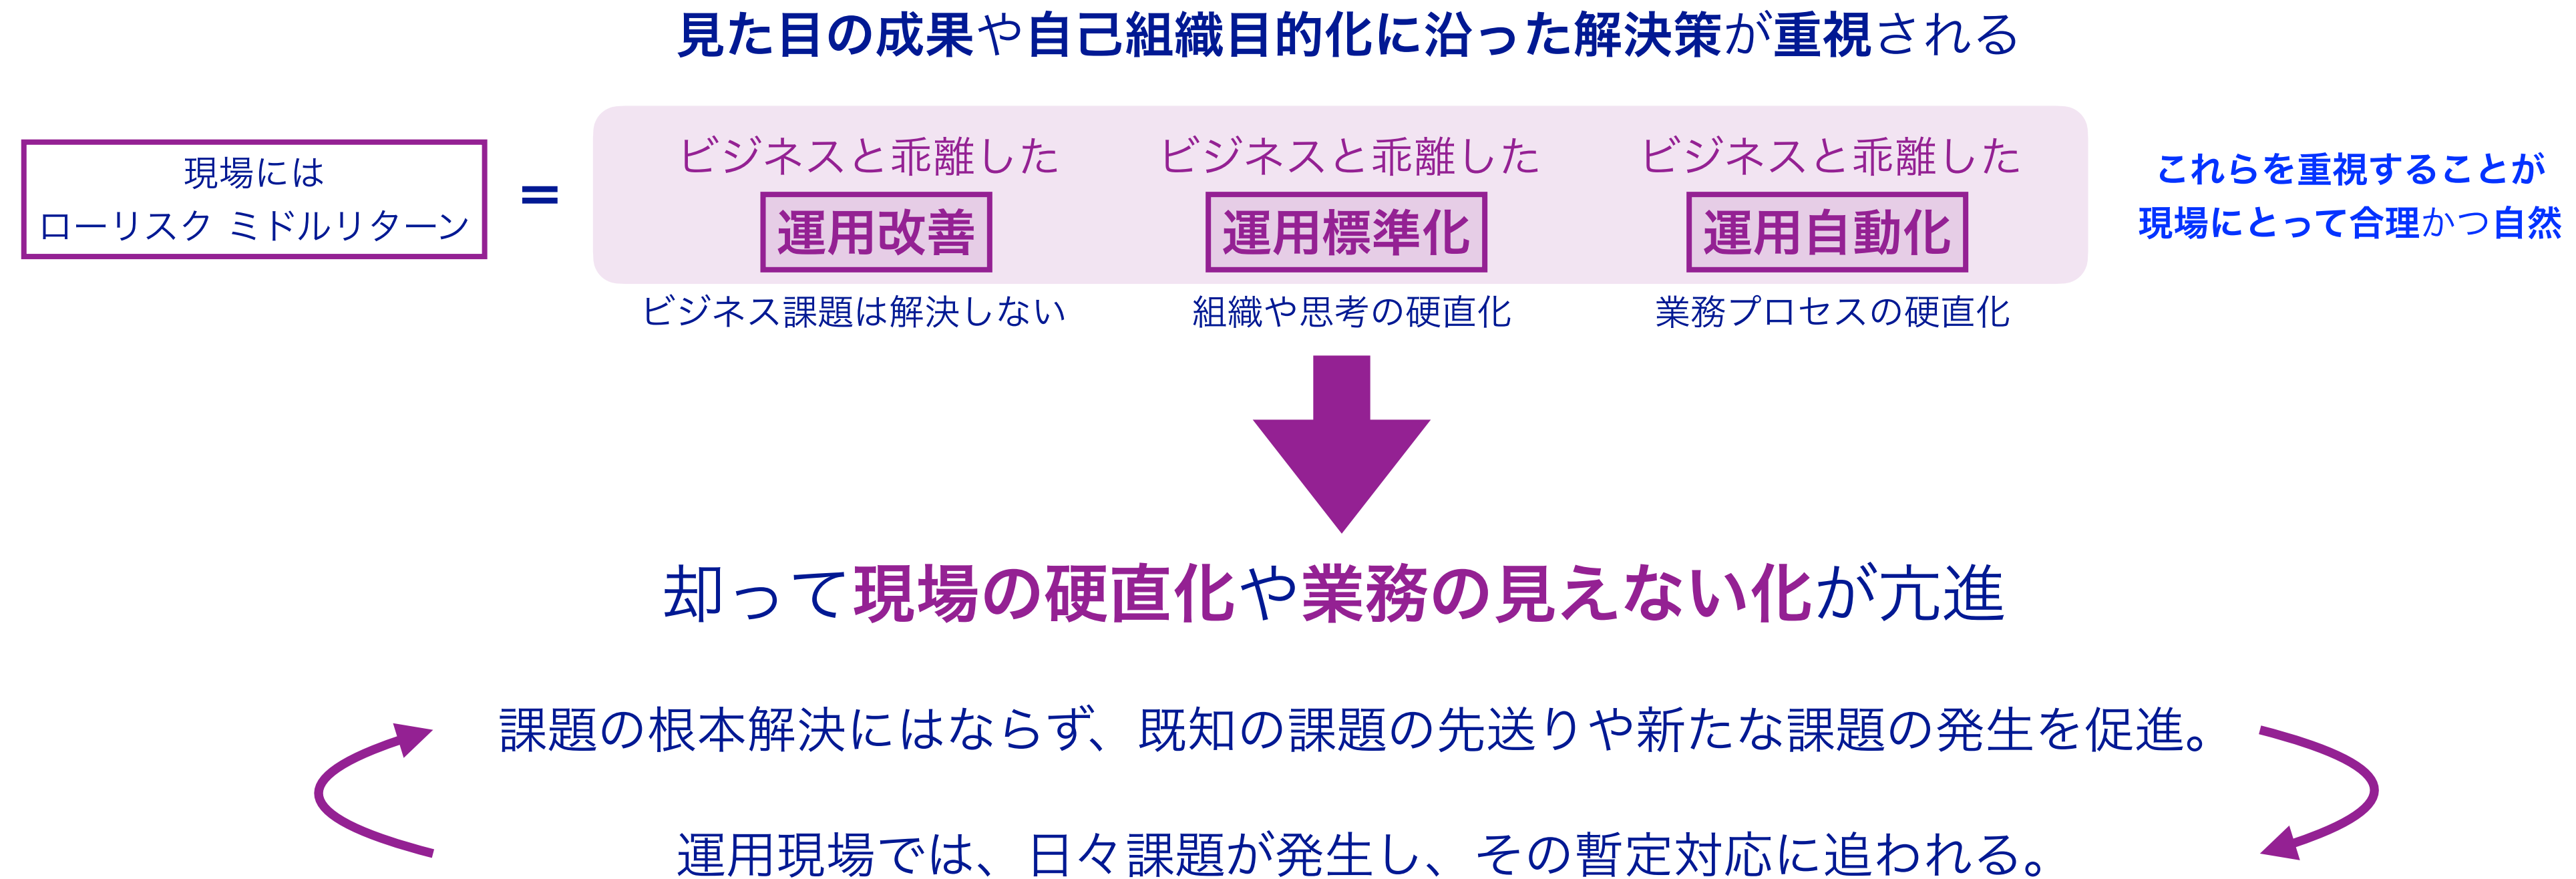 見た目の成果や自己組織目的化に沿った解決策が重視される
現場には
ローリスク ミドルリターン
=
ビジネスと乖離した
運用改善
ビジネス課題は解決しない
ビジネスと乖離した
運用標準化
組織や思考の硬直化
ビジネスと乖離した
運用自動化
業務プロセスの硬直化
これらを重視することが
現場にとって合理かつ自然
却って現場の硬直化や業務の見えない化が亢進
課題の根本解決にはならず、既知の課題の先送りや新たな課題の発生を促進。
運用現場では、日々課題が発生し、その暫定対応に追われる。